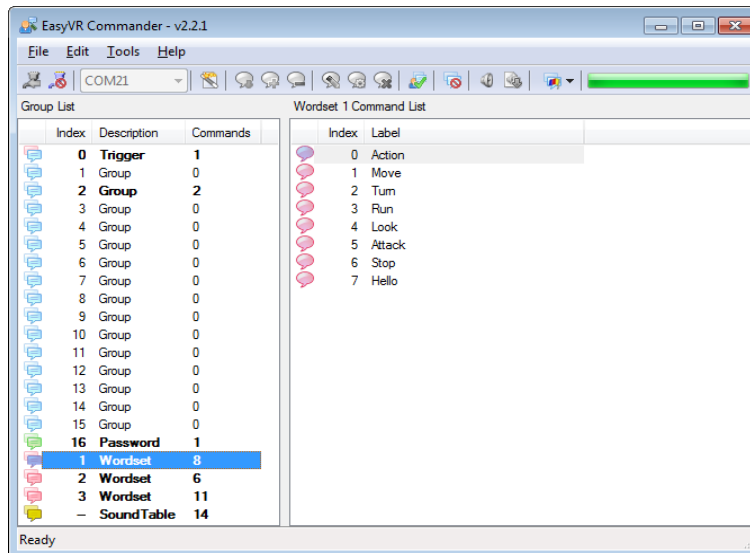 EasyVR Commander - v2.2.1
File Edit Tools Help
COM21
Group List
Index Description Commands
0 Trigger 1
1 Group 0
2 Group 2
3 Group 0
4 Group 0
5 Group 0
6 Group 0
7 Group 0
8 Group 0
9 Group 0
10 Group 0
11 Group 0
12 Group 0
13 Group 0
14 Group 0
15 Group 0
16 Password 1
1 Wordset 8
2 Wordset 6
3 Wordset 11
– SoundTable 14
Wordset 1 Command List
Index Label
0 Action
1 Move
2 Turn
3 Run
4 Look
5 Attack
6 Stop
7 Hello
Ready